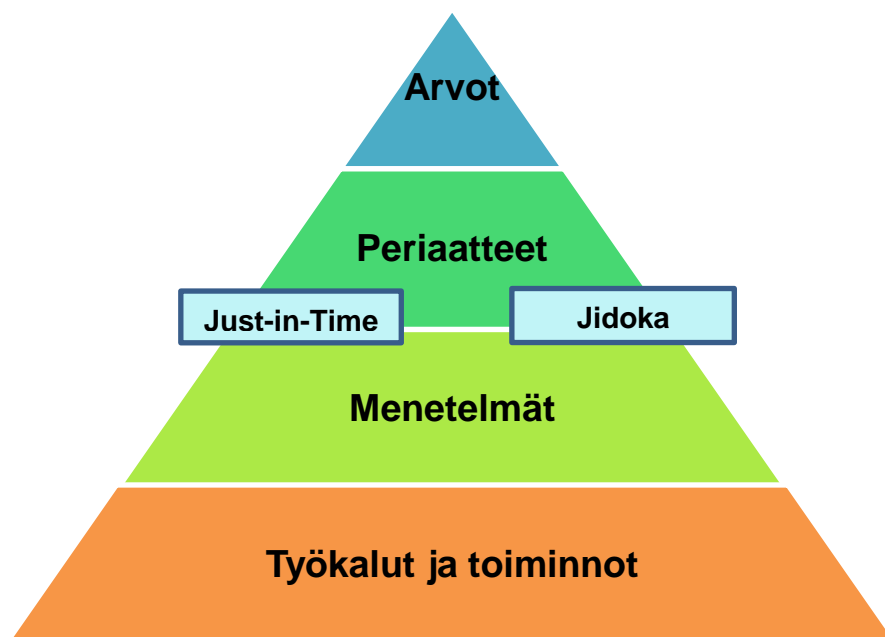 Arvot
Periaatteet
Just-in-Time
Jidoka
Menetelmät
Työkalut ja toiminnot